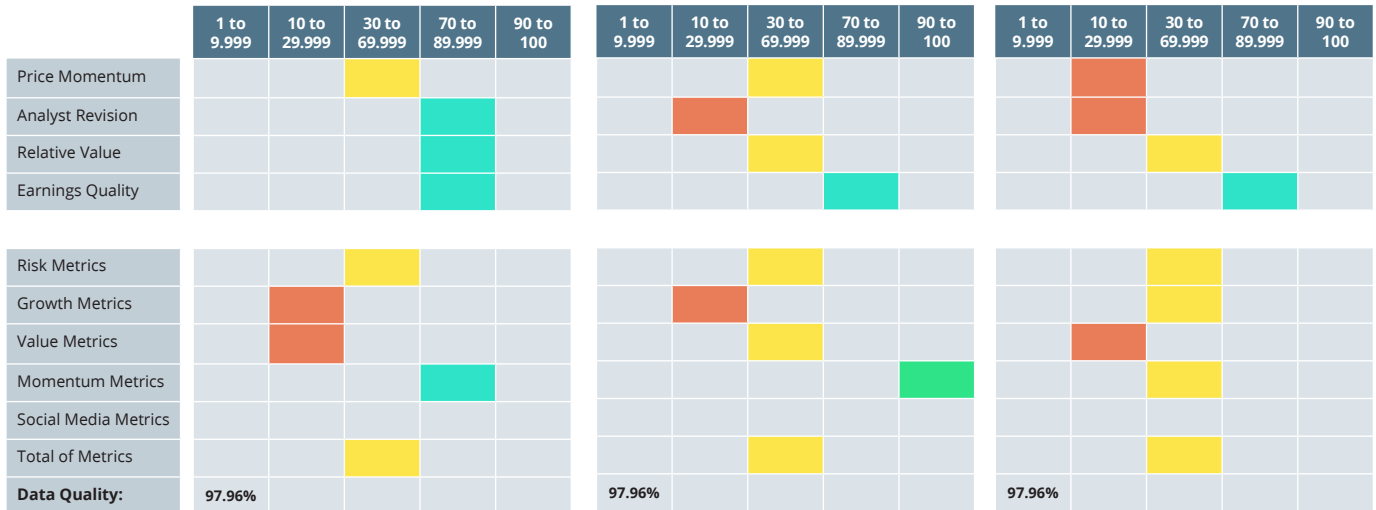 1 to 10 to 30 to 70 to 90 to
9.999 29.999 69.999 89.999 100
1 to 10 to 30 to 70 to 90 to
9.999 29.999 69.999 89.999 100
1 to 10 to 30 to 70 to 90 to
9.999 29.999 69.999 89.999 100
Price Momentum
Analyst Revision
Relative Value
Earnings Quality
Risk Metrics
Growth Metrics
Value Metrics
Momentum Metrics
Social Media Metrics
Total of Metrics
Data Quality: 97.96% 97.96% 97.96%